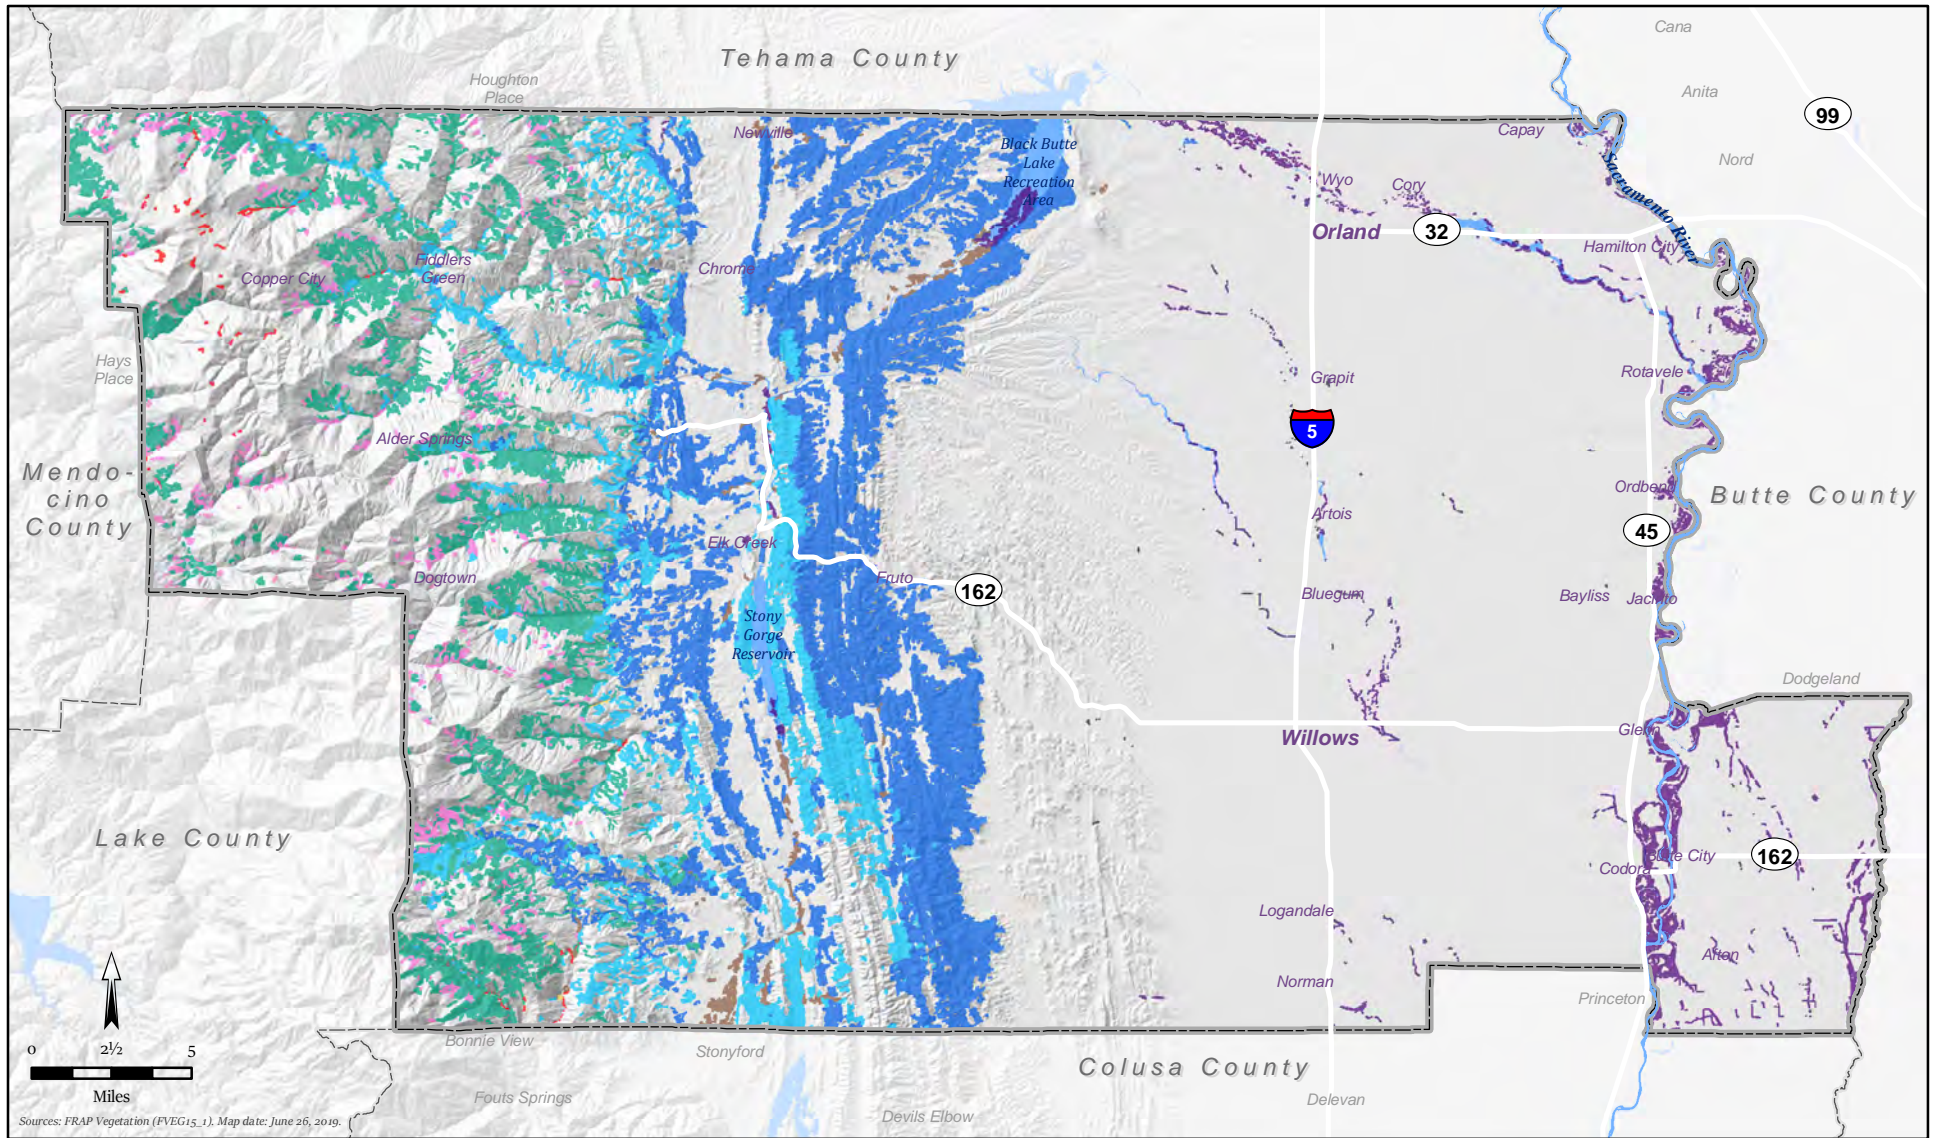 Cana
Tehama County
Houghton
Place
Anita
99
Newville
Capay
Black Butte
Lake
Recreation
Area
Nord
Sacramento River
Wyo
Cory
Orland
32
Hamilton City
Fiddlers
Green
Copper City
Chrome
Hays
Place
Grapit
Rotavele
5
Alder Springs
Mendo-
cino
County
Ordbend
Butte County
Artois
45
Elk Creek
Dogtown
Fruto
162
Bluegum
Bayliss
Jacinto
Stony
Gorge
Reservoir
Dodgeland
Willows
Glenn
Lake County
Butte City
162
Codora
Logandale
Afton
Norman
Princeton
0 2½ 5
Miles
Bonnie View
Stonyford
Colusa County
Fouts Springs
Devils Elbow
Delevan
Sources: FRAP Vegetation (FVEG15_1). Map date: June 26, 2019.